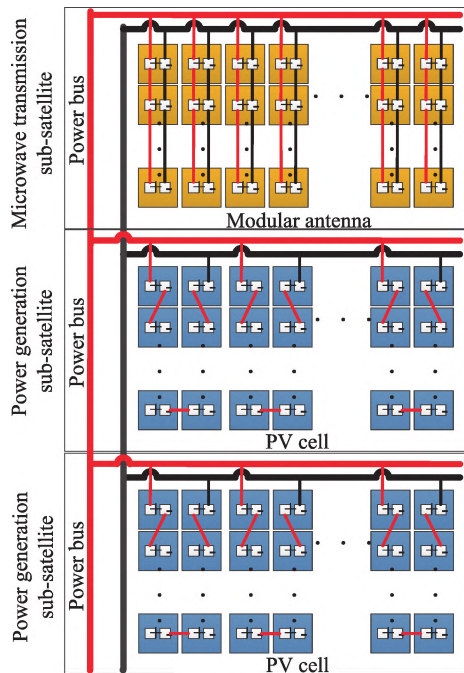 Microwave transmission
sub-satellite
Power bus
Modular antenna
Power generation
sub-satellite
Power bus
PV cell
Power generation
sub-satellite
Power bus
PV cell